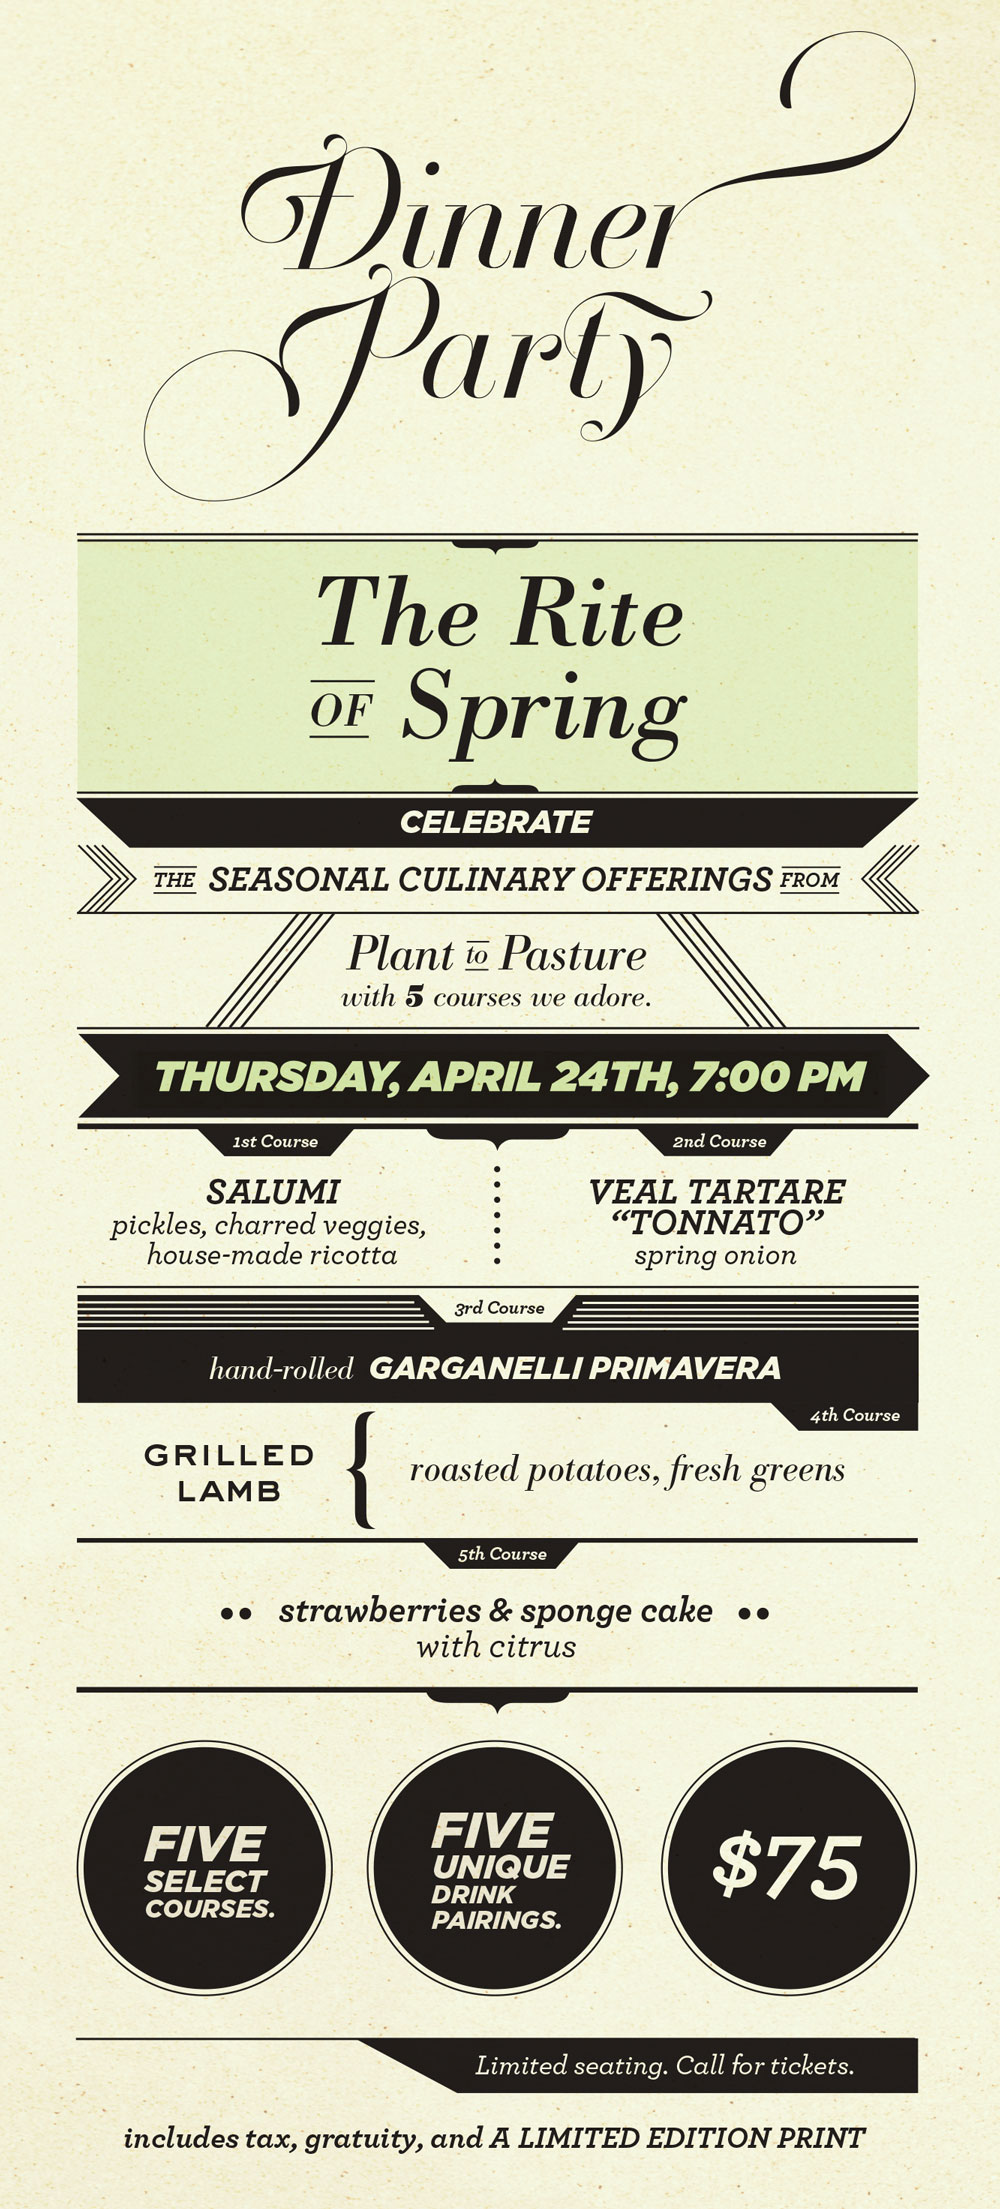 Dinner
Party
The Rite
OF Spring
CELEBRATE
THE SEASONAL CULINARY OFFERINGS FROM
Plant to Pasture
with 5 courses we adore.
THURSDAY, APRIL 24TH, 7:00 PM
1st Course
SALUMI
pickles, charred veggies,
house-made ricotta
2nd Course
VEAL TARTARE
“TONNATO”
spring onion
3rd Course
hand-rolled GARGANELLI PRIMAVERA
4th Course
GRILLED
LAMB
roasted potatoes, fresh greens
5th Course
strawberries & sponge cake
with citrus
FIVE
SELECT
COURSES.
FIVE
UNIQUE
DRINK
PAIRINGS.
$75
Limited seating. Call for tickets.
includes tax, gratuity, and A LIMITED EDITION PRINT